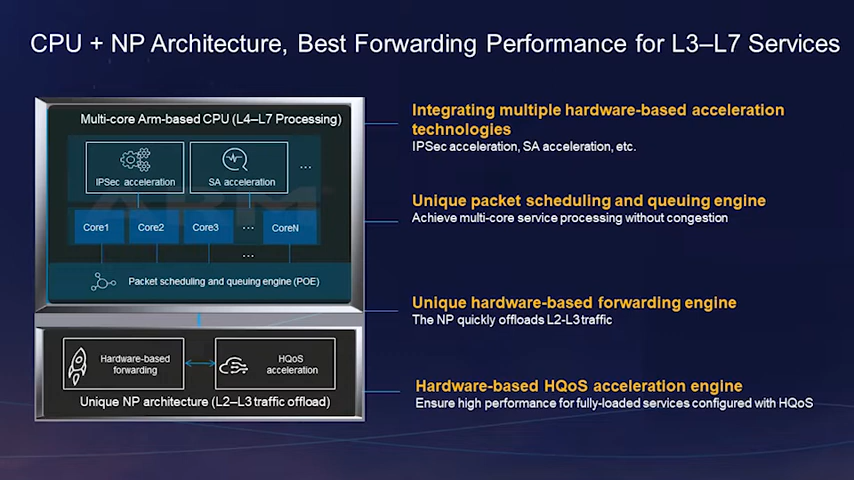 CPU + NP Architecture, Best Forwarding Performance for L3–L7 Services
Multi-core Arm-based CPU (L4–L7 Processing)
IPSec acceleration
SA acceleration
...
ARM
Core1
Core2
Core3
...
CoreN
...
Packet scheduling and queuing engine (POE)
Hardware-based
forwarding
HQoS
acceleration
Unique NP architecture (L2–L3 traffic offload)
Integrating multiple hardware-based acceleration
technologies
IPSec acceleration, SA acceleration, etc.
Unique packet scheduling and queuing engine
Achieve multi-core service processing without congestion
Unique hardware-based forwarding engine
The NP quickly offloads L2-L3 traffic
Hardware-based HQoS acceleration engine
Ensure high performance for fully-loaded services configured with HQoS